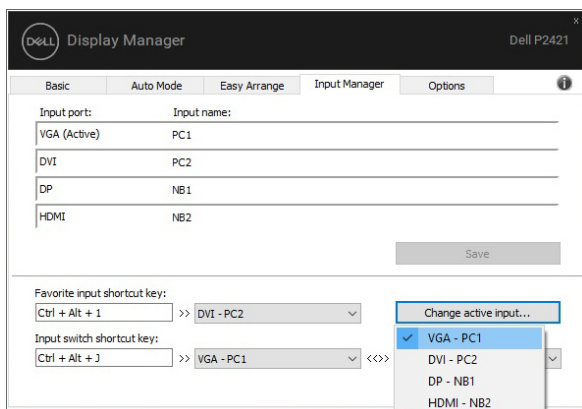 DELL Display Manager Dell P2421
x
Basic Auto Mode Easy Arrange Input Manager Options i
Input port: Input name:
VGA (Active) PC1
DVI PC2
DP NB1
HDMI NB2
Save
Favorite input shortcut key:
Ctrl + Alt + 1 >> DVI - PC2 Change active input...
Input switch shortcut key:
Ctrl + Alt + J >> VGA - PC1 <<>>
VGA - PC1
DVI - PC2
DP - NB1
HDMI - NB2